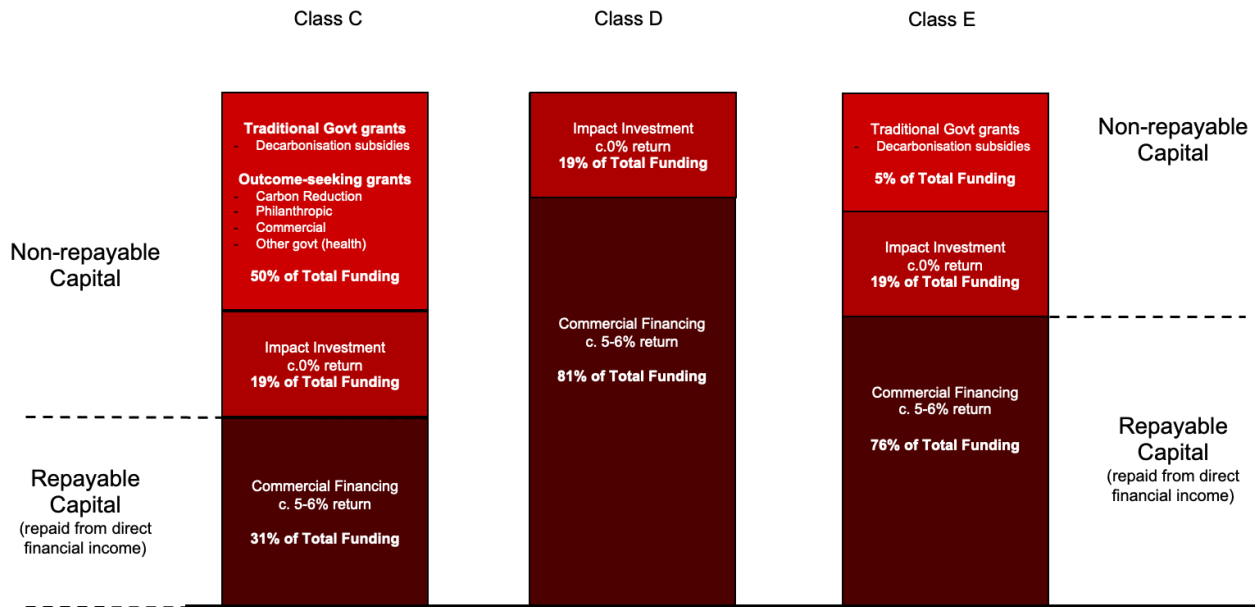 Class C
Class D
Class E
Non-repayable
Capital
Repayable
Capital
(repaid from direct
financial income)
Traditional Govt grants
- Decarbonisation subsidies
Outcome-seeking grants
- Carbon Reduction
- Philanthropic
- Commercial
- Other govt (health)
50% of Total Funding
Impact Investment
c.0% return
19% of Total Funding
Commercial Financing
c. 5-6% return
31% of Total Funding
Impact Investment
c.0% return
19% of Total Funding
Commercial Financing
c. 5-6% return
81% of Total Funding
Traditional Govt grants
- Decarbonisation subsidies
5% of Total Funding
Impact Investment
c.0% return
19% of Total Funding
Commercial Financing
c. 5-6% return
76% of Total Funding
Non-repayable
Capital
Repayable
Capital
(repaid from direct
financial income)